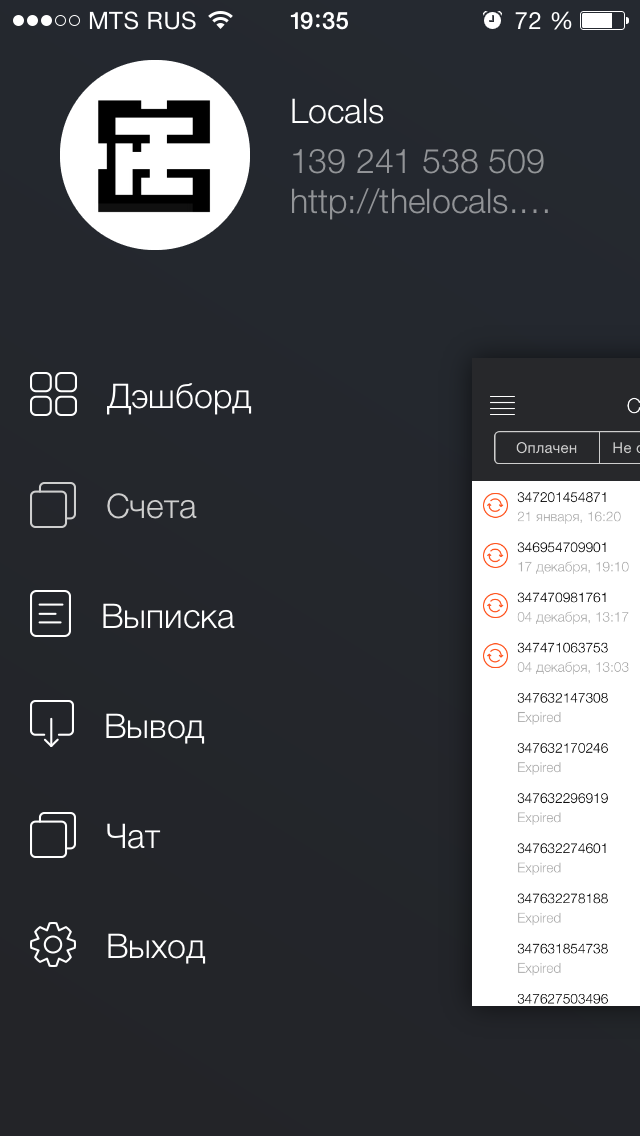 MTS RUS 19:35 72 %
Locals
139 241 538 509
http://thelocals.…
Дэшборд
Счета
Выписка
Вывод
Чат
Выход
С
Оплачен Не о
347201454871
21 января, 16:20
346954709901
17 декабря, 19:10
347470981761
04 декабря, 13:17
347471063753
04 декабря, 13:03
347632147308
Expired
347632170246
Expired
347632296919
Expired
347632274601
Expired
347632278188
Expired
347631854738
Expired
347627503496